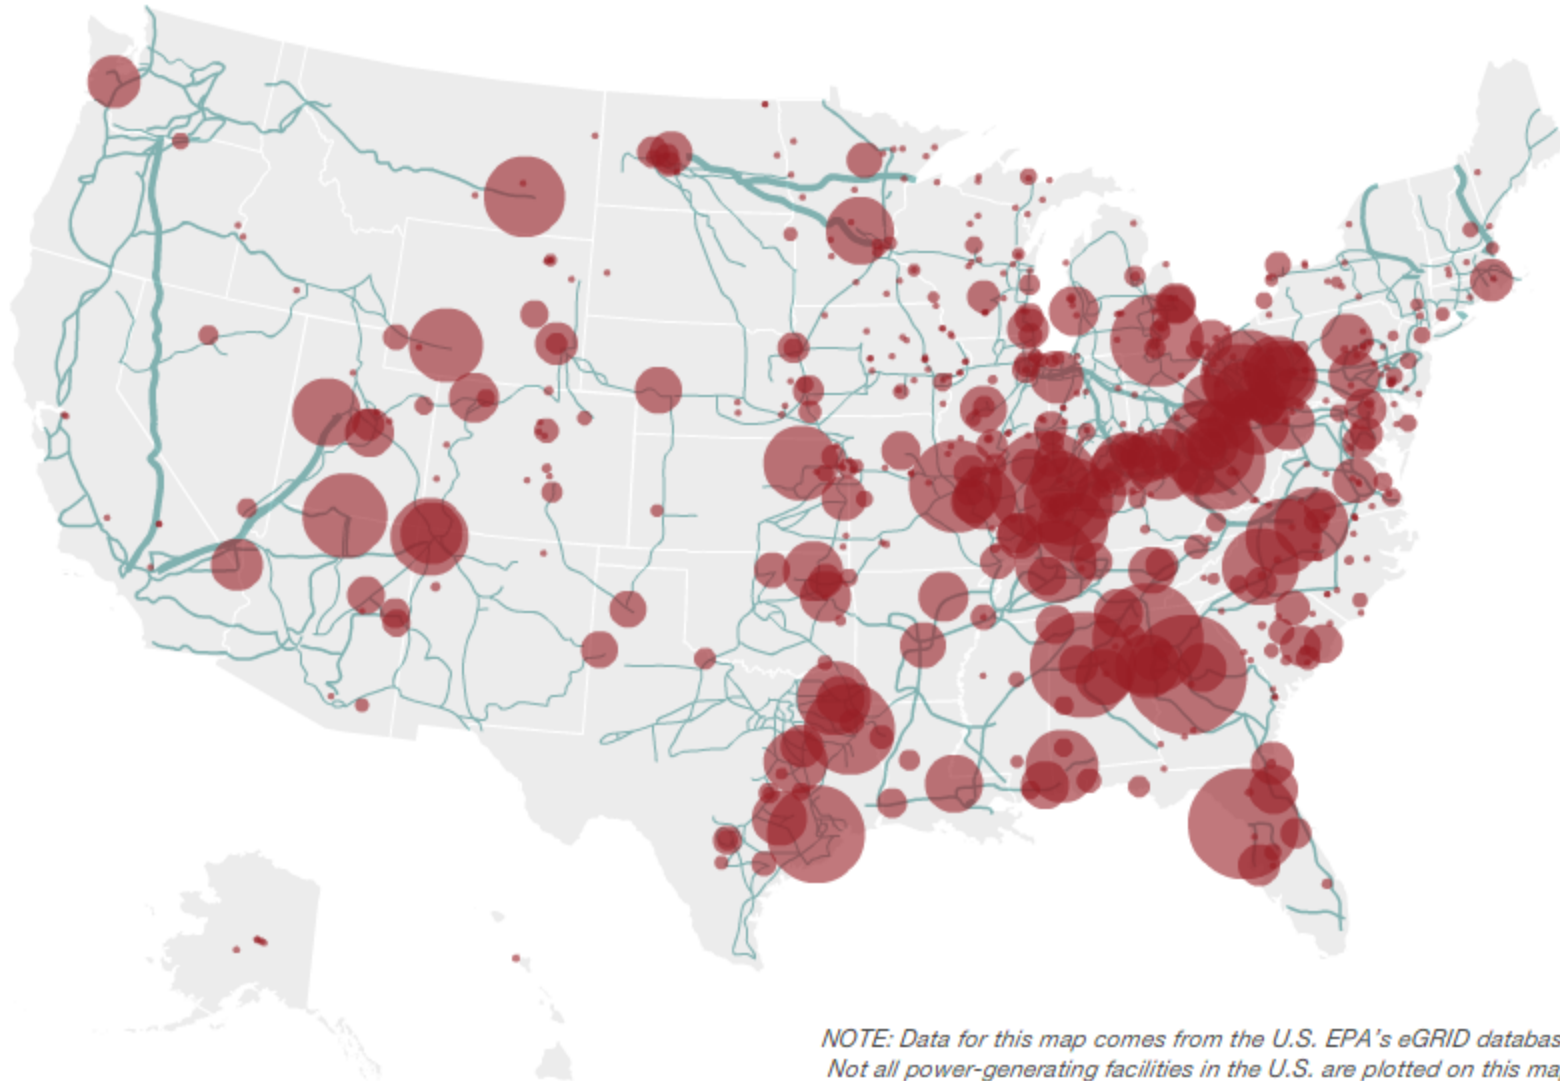 NOTE: Data for this map comes from the U.S. EPA's eGRID databas
Not all power-generating facilities in the U.S. are plotted on this ma